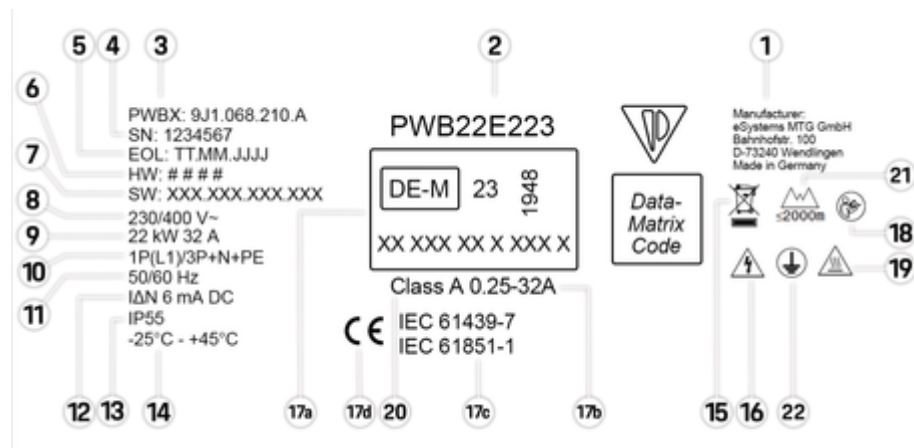 5 4 3 2 1
6
7
8
9
10
11
PWBX: 9J1.068.210.A
SN: 1234567
EOL: TT.MM.JJJJ
HW: # # # #
SW: XXX.XXX.XXX.XXX
230/400 V~
22 kW 32 A
1P(L1)/3P+N+PE
50/60 Hz
IΔN 6 mA DC
IP55
-25°C - +45°C
PWB22E223
DE-M 23 1948
XX XXX XX X XXX X
Class A 0.25-32A
CE IEC 61439-7
IEC 61851-1
Data-
Matrix
Code
Manufacturer:
eSystems MTG GmbH
Bahnhofstr. 100
D-73240 Wendlingen
Made in Germany
≤2000m
21
18
19
12 13 14 17a 17d 20 17c 17b 15 16 22